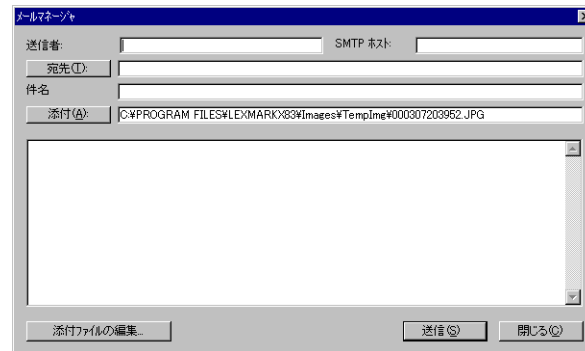 メールマネージャ
送信者: SMTP ホスト:
宛先(T):
件名
添付(A): C:¥PROGRAM FILES¥LEXMARKX83¥Images¥TempImg¥000307203952.JPG
添付ファイルの編集... 送信(S) 閉じる(C)